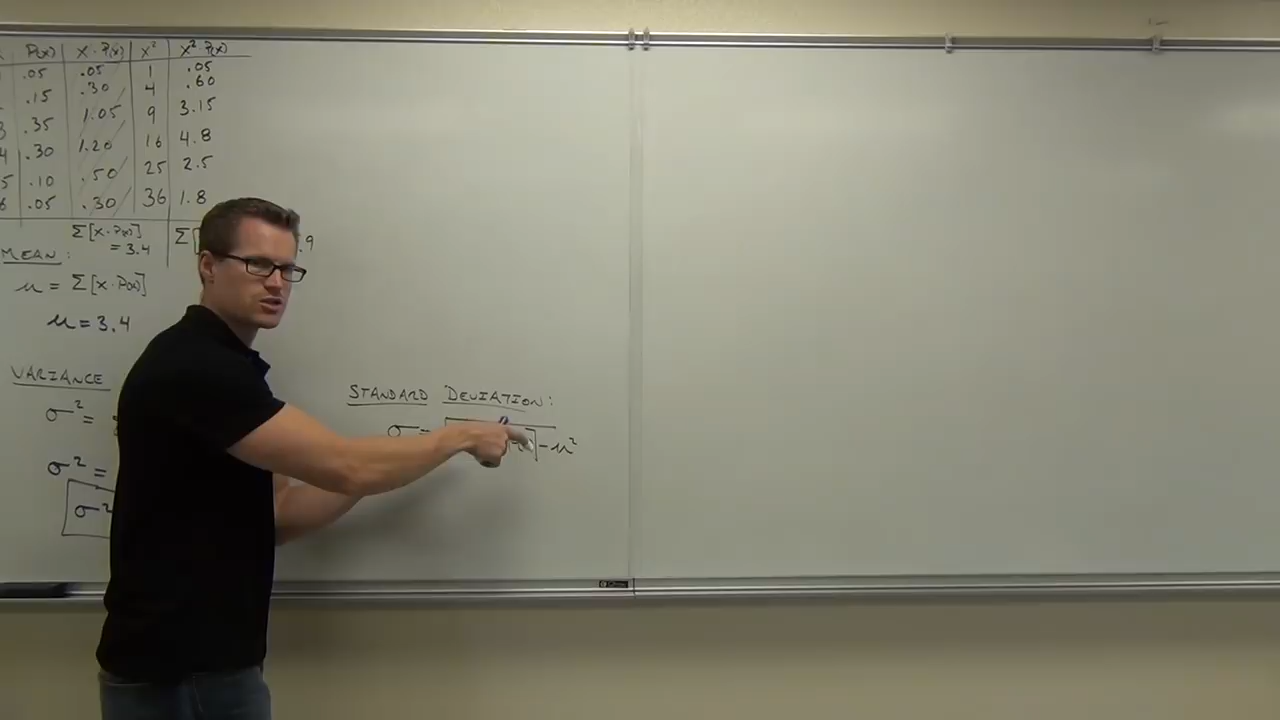 P(x) x · P(x) x² x² · P(x)
.05 .05 1 .05
.15 .30 4 .60
3 .35 1.05 9 3.15
4 .30 1.20 16 4.8
5 .10 .50 25 2.5
6 .05 .30 36 1.8
Σ[x · P(x)] Σ[
= 3.4 .9
MEAN:
μ = Σ[x · P(x)]
μ = 3.4
VARIANCE
σ² =
σ² =
σ²
STANDARD DEVIATION:
σ = ] - μ²